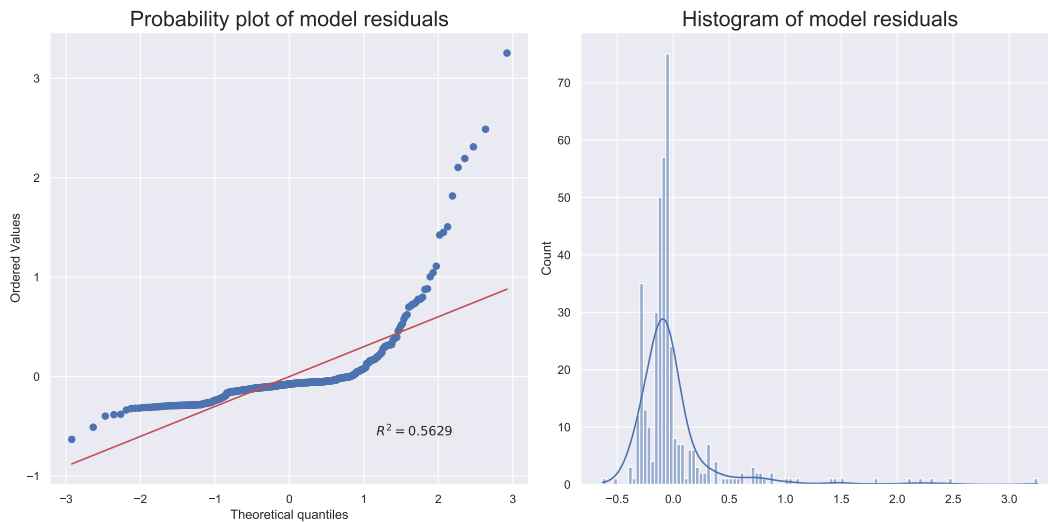 Probability plot of model residuals
Ordered Values
3
2
1
0
−1
R² = 0.5629
−3 −2 −1 0 1 2 3
Theoretical quantiles
Histogram of model residuals
Count
70
60
50
40
30
20
10
0
−0.5 0.0 0.5 1.0 1.5 2.0 2.5 3.0